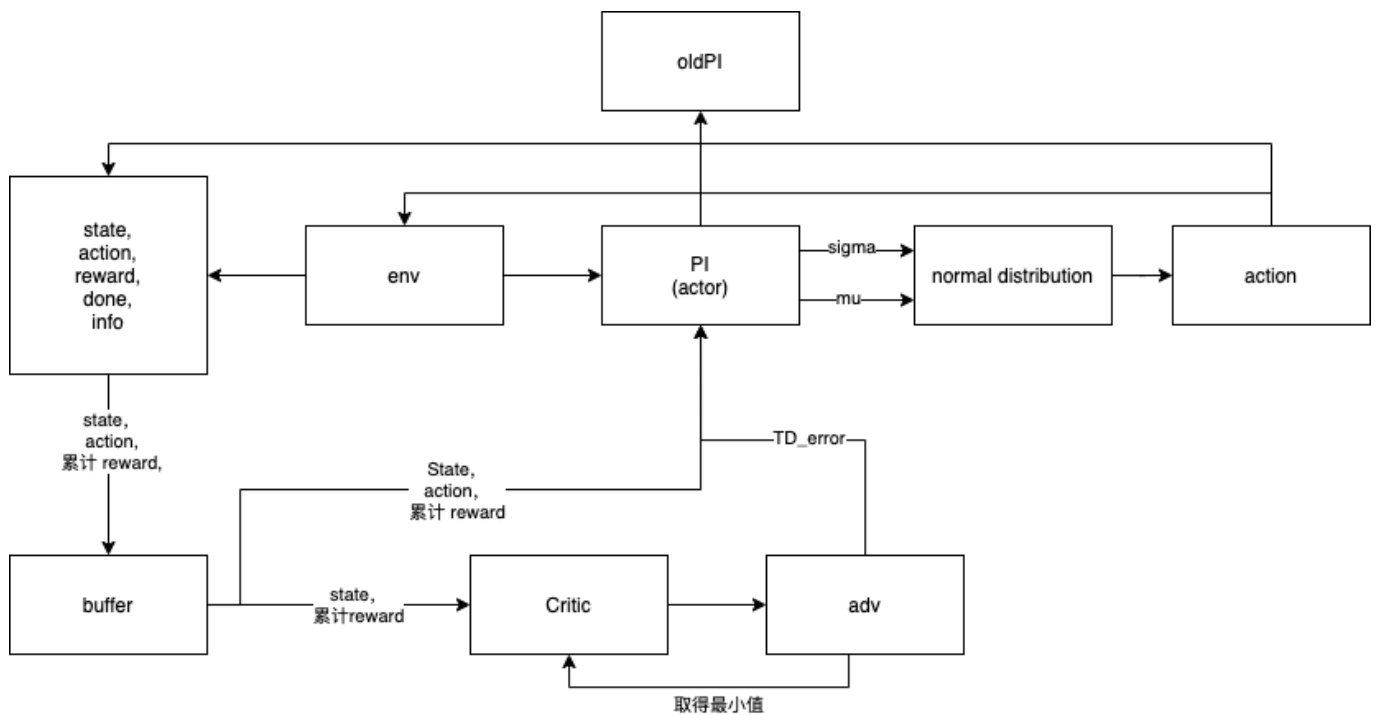 oldPI
state,
action,
reward,
done,
info
env
PI
(actor)
sigma
mu
normal distribution
action
state,
action,
累计 reward,
TD_error
State,
action,
累计 reward
buffer
state,
累计reward
Critic
adv
取得最小值